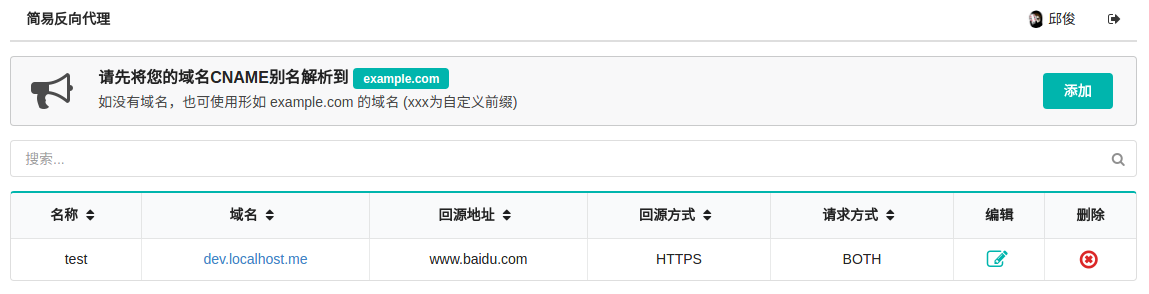 简易反向代理 邱俊
请先将您的域名CNAME别名解析到 example.com
如没有域名，也可使用形如 example.com 的域名 (xxx为自定义前缀)
添加
搜索...
名称 域名 回源地址 回源方式 请求方式 编辑 删除
test dev.localhost.me www.baidu.com HTTPS BOTH